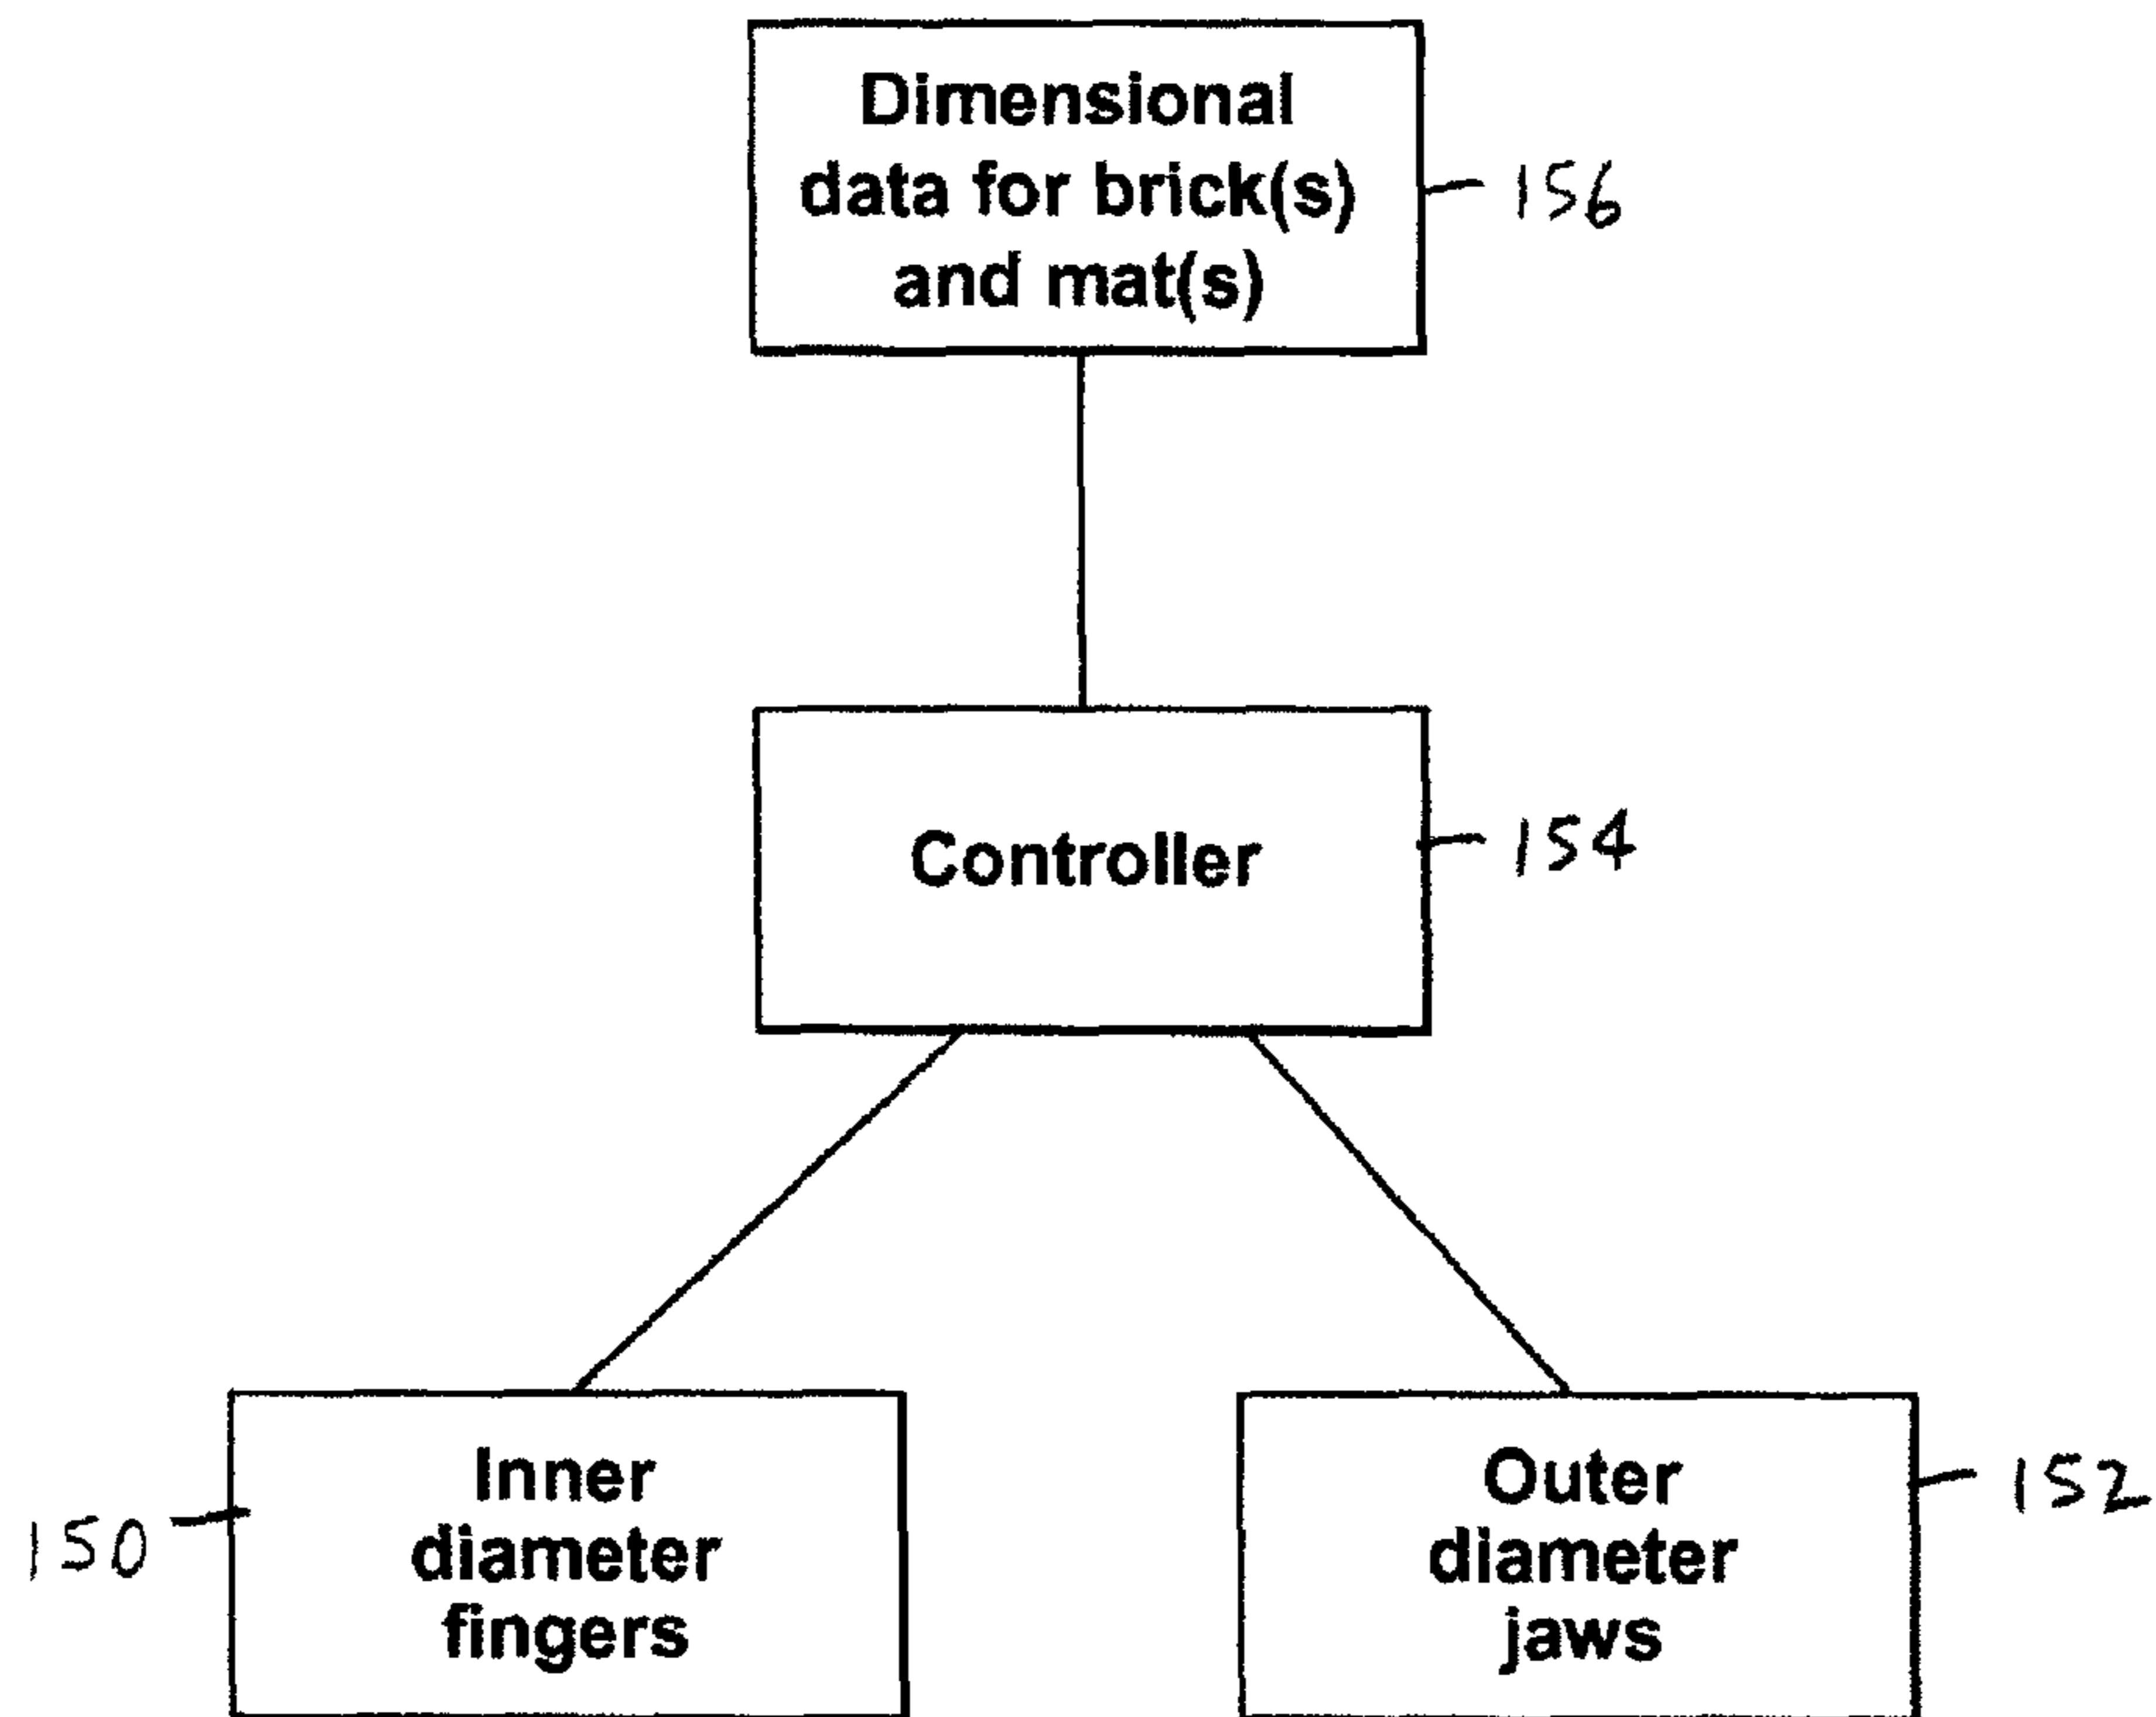 Dimensional
data for brick(s)
and mat(s)
156
Controller
154
Inner
diameter
fingers
150
Outer
diameter
jaws
152